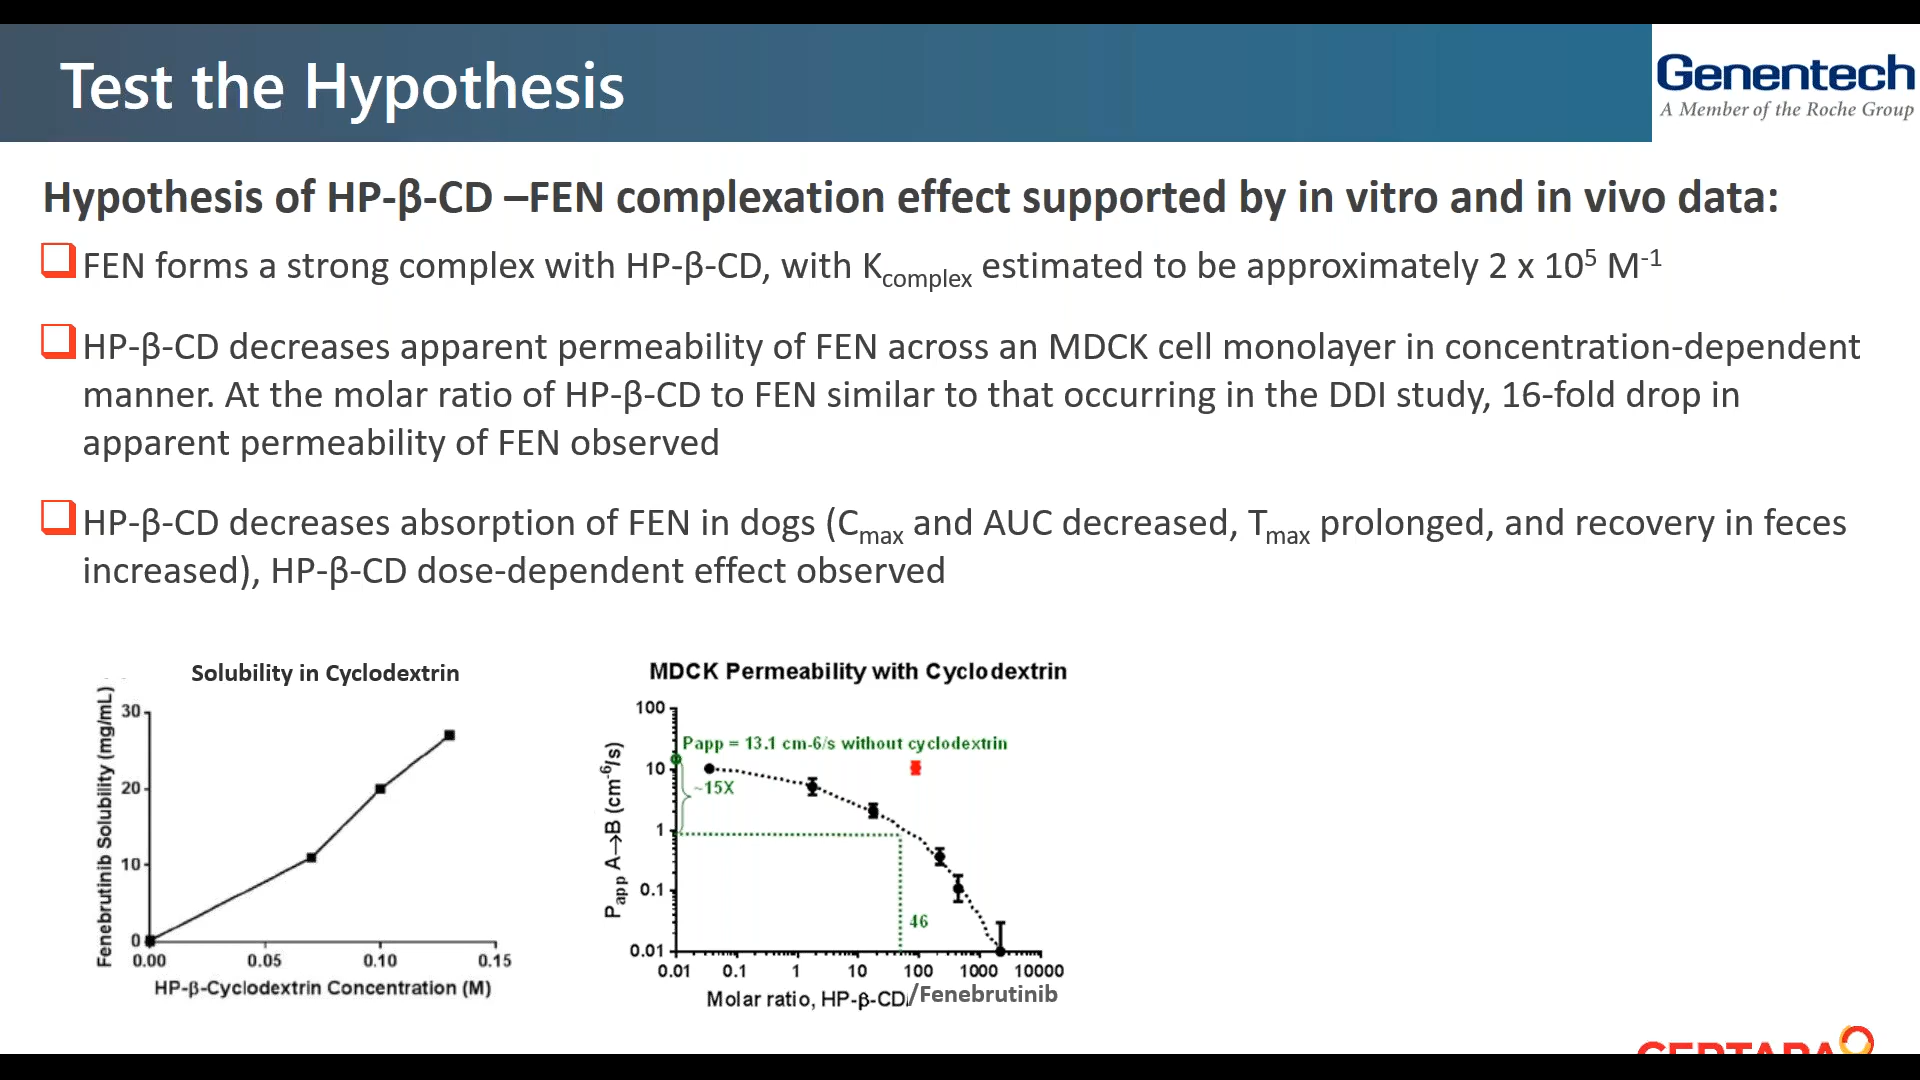 Test the Hypothesis
Genentech
A Member of the Roche Group
Hypothesis of HP-β-CD –FEN complexation effect supported by in vitro and in vivo data:
FEN forms a strong complex with HP-β-CD, with Kcomplex estimated to be approximately 2 x 10⁵ M⁻¹
HP-β-CD decreases apparent permeability of FEN across an MDCK cell monolayer in concentration-dependent
manner. At the molar ratio of HP-β-CD to FEN similar to that occurring in the DDI study, 16-fold drop in
apparent permeability of FEN observed
HP-β-CD decreases absorption of FEN in dogs (Cmax and AUC decreased, Tmax prolonged, and recovery in feces
increased), HP-β-CD dose-dependent effect observed
Solubility in Cyclodextrin
Fenebrutinib Solubility (mg/mL)
30
20
10
0
0.00 0.05 0.10 0.15
HP-β-Cyclodextrin Concentration (M)
MDCK Permeability with Cyclodextrin
Papp A→B (cm⁻⁶/s)
100
Papp = 13.1 cm-6/s without cyclodextrin
10
~15X
1
0.1
46
0.01
0.01 0.1 1 10 100 1000 10000
Molar ratio, HP-β-CD/Fenebrutinib
CERTARA